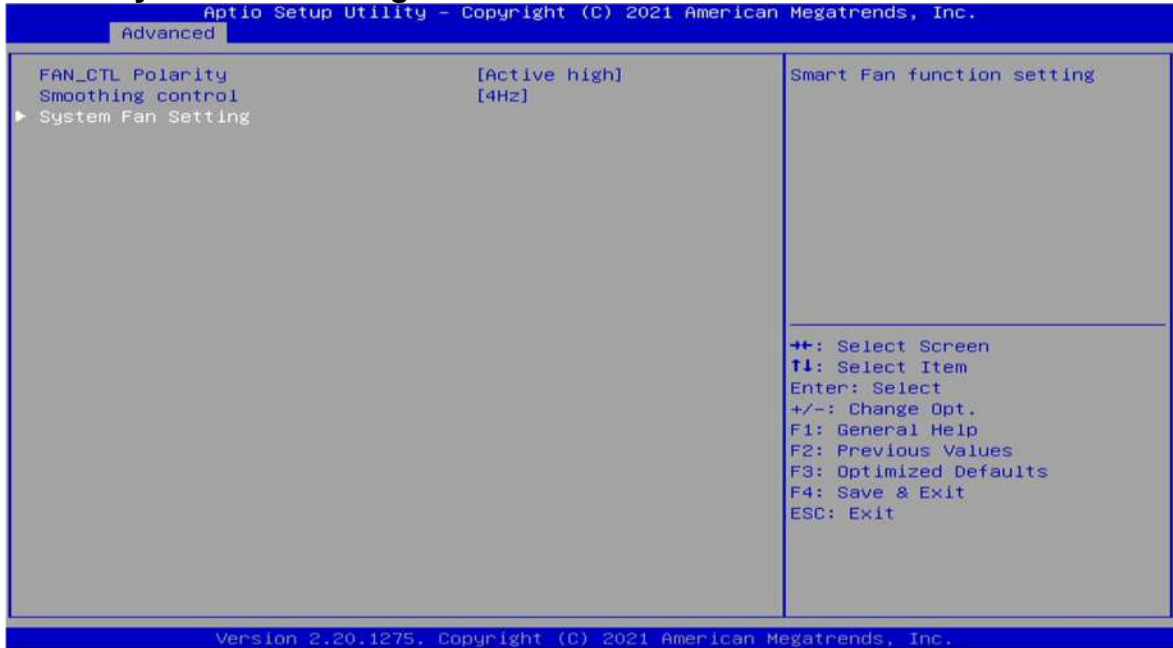 Aptio Setup Utility – Copyright (C) 2021 American Megatrends, Inc.
Advanced
FAN_CTL Polarity [Active high]
Smoothing control [4Hz]
► System Fan Setting
Smart Fan function setting
→←: Select Screen
↑↓: Select Item
Enter: Select
+/-: Change Opt.
F1: General Help
F2: Previous Values
F3: Optimized Defaults
F4: Save & Exit
ESC: Exit
Version 2.20.1275. Copyright (C) 2021 American Megatrends, Inc.